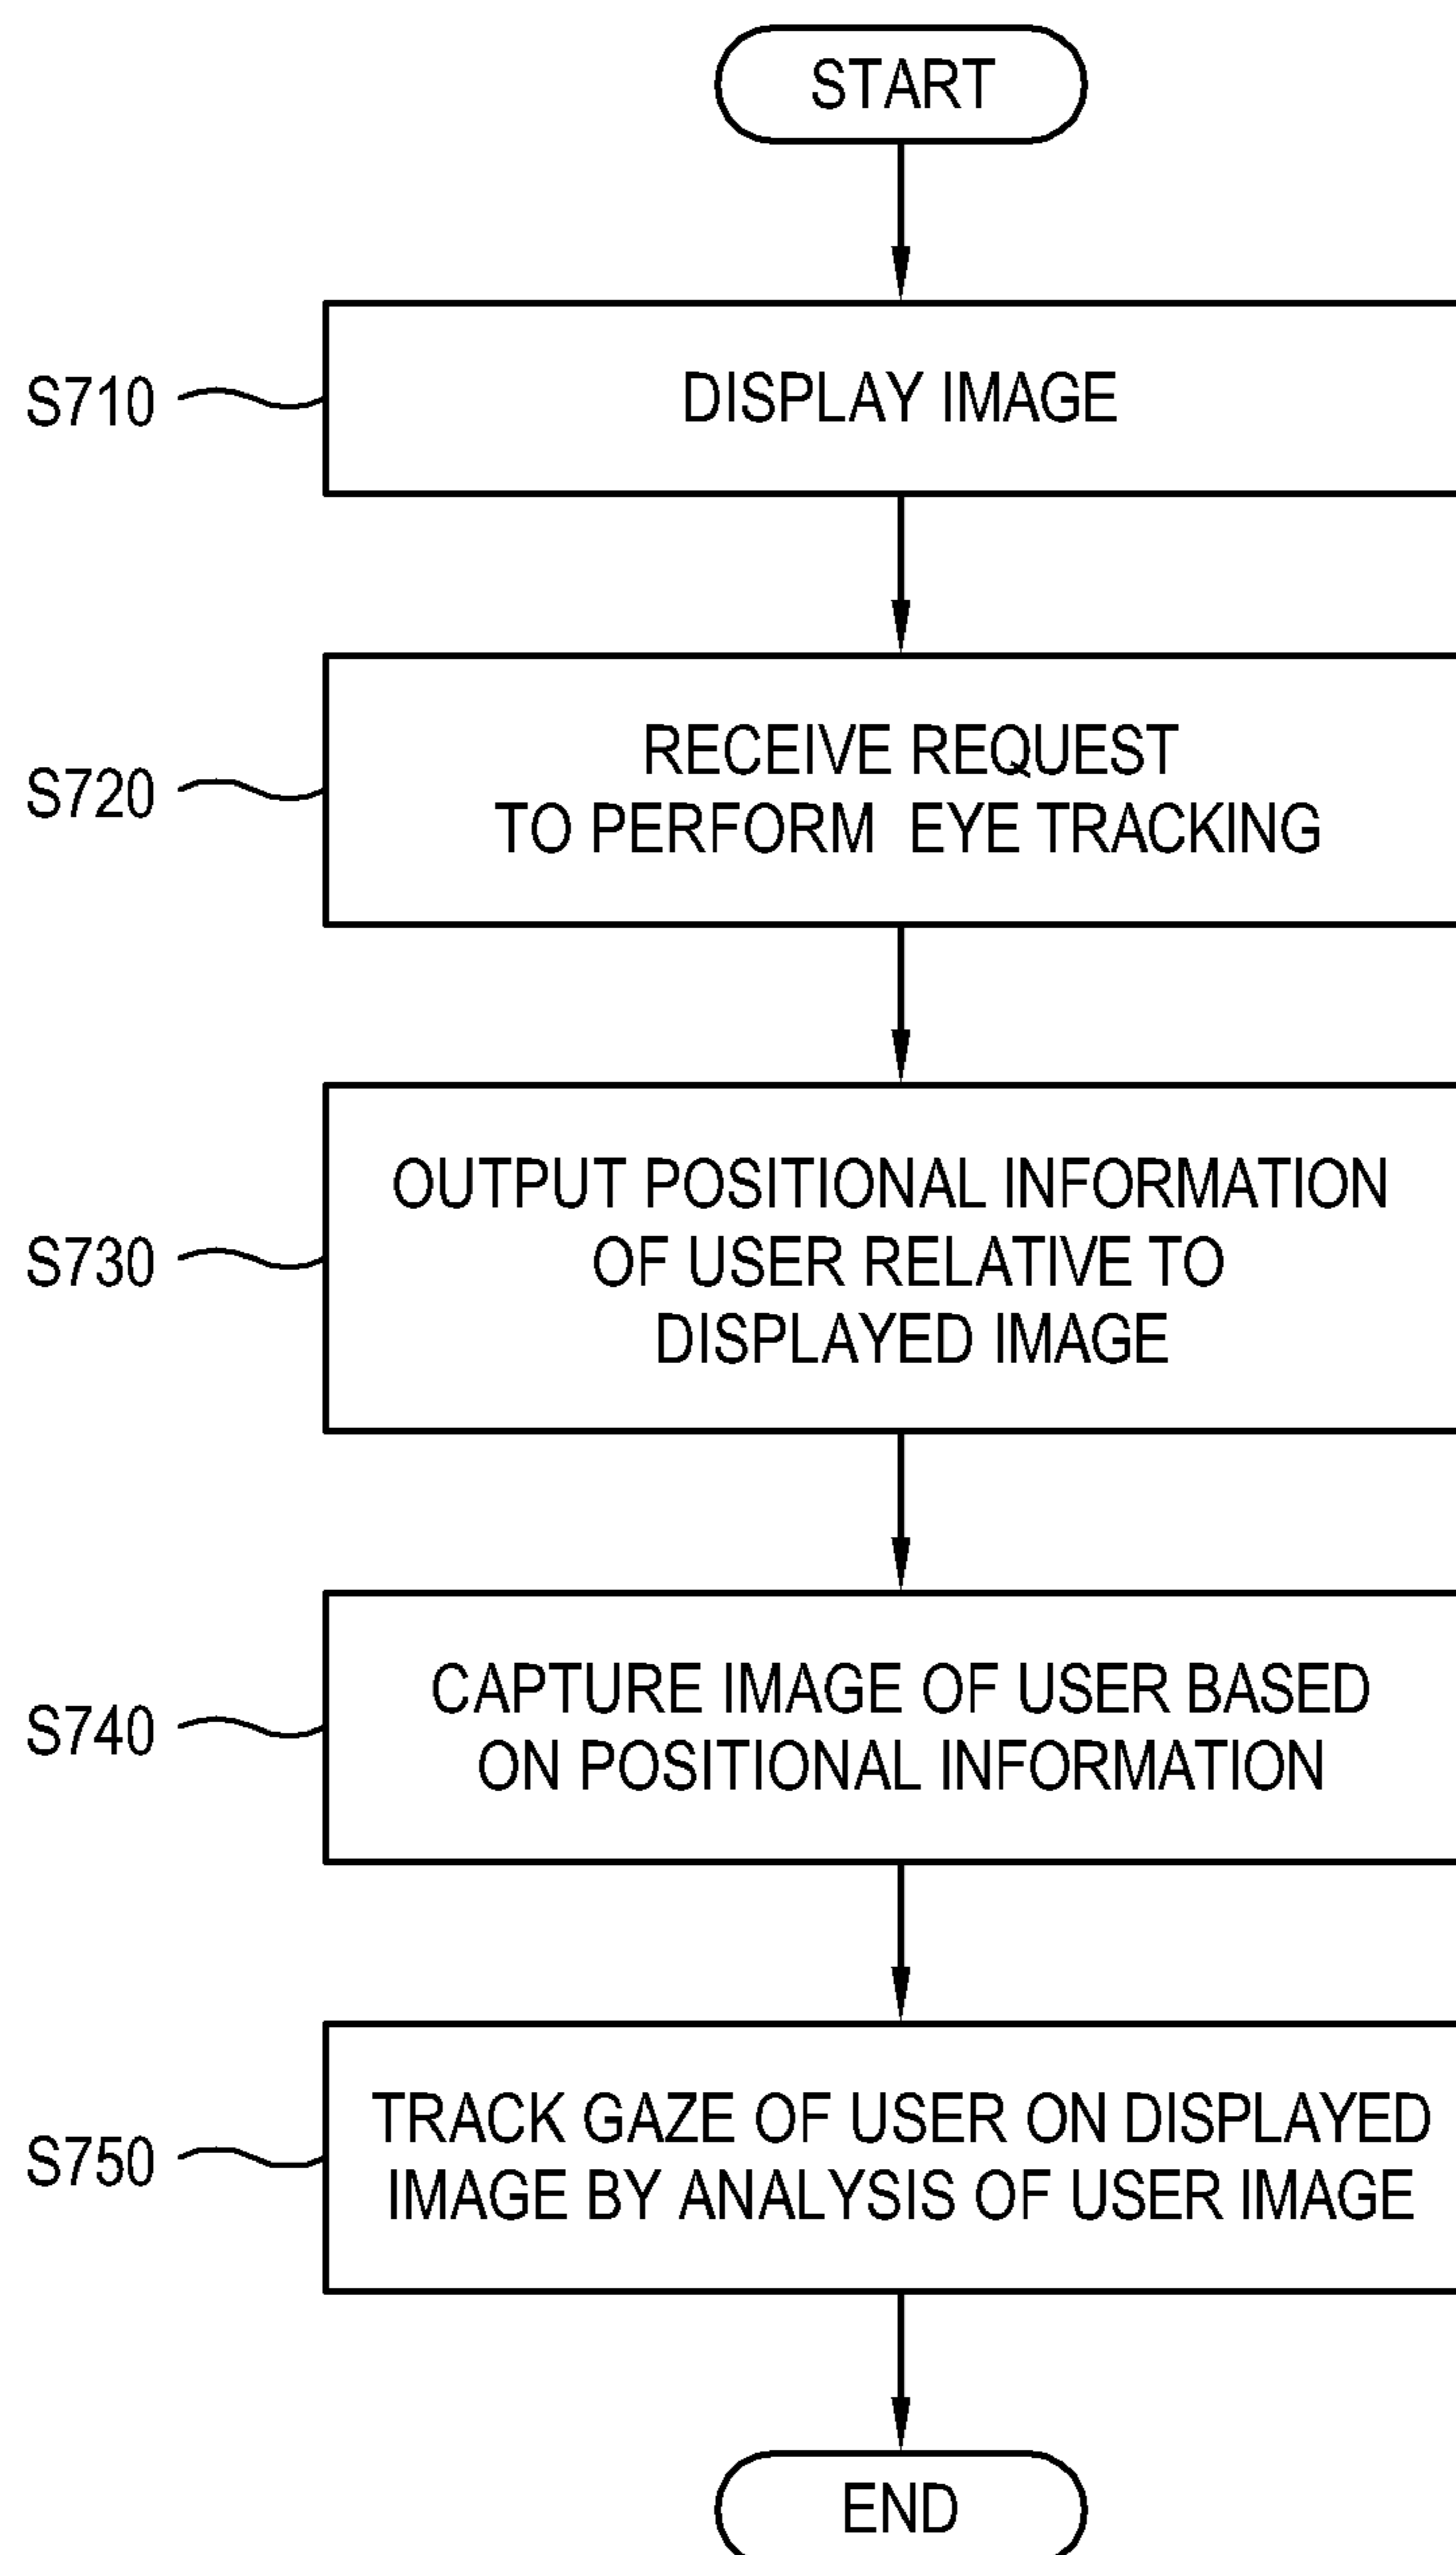 START
S710
DISPLAY IMAGE
S720
RECEIVE REQUEST
TO PERFORM EYE TRACKING
S730
OUTPUT POSITIONAL INFORMATION
OF USER RELATIVE TO
DISPLAYED IMAGE
S740
CAPTURE IMAGE OF USER BASED
ON POSITIONAL INFORMATION
S750
TRACK GAZE OF USER ON DISPLAYED
IMAGE BY ANALYSIS OF USER IMAGE
END